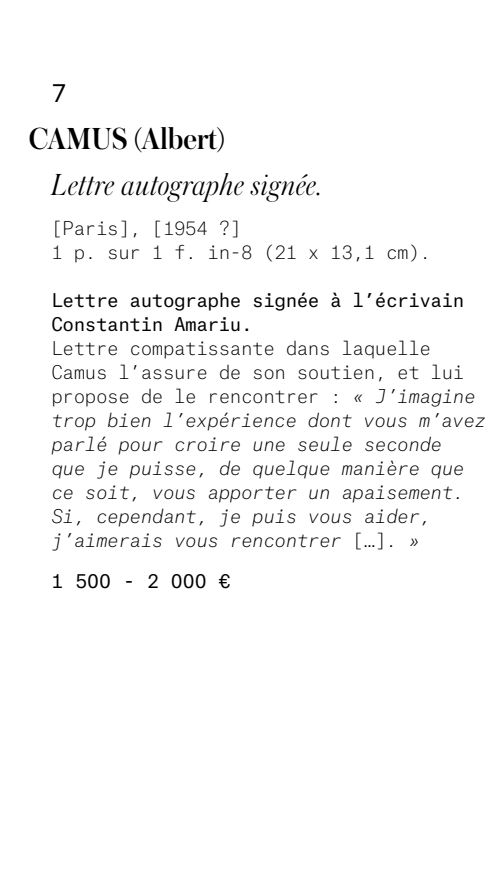 7
CAMUS (Albert)
Lettre autographe signée.
[Paris], [1954 ?]
1 p. sur 1 f. in-8 (21 x 13,1 cm).
Lettre autographe signée à l’écrivain
Constantin Amariu.
Lettre compatissante dans laquelle
Camus l’assure de son soutien, et lui
propose de le rencontrer : « J’imagine
trop bien l’expérience dont vous m’avez
parlé pour croire une seule seconde
que je puisse, de quelque manière que
ce soit, vous apporter un apaisement.
Si, cependant, je puis vous aider,
j’aimerais vous rencontrer […]. »
1 500 - 2 000 €